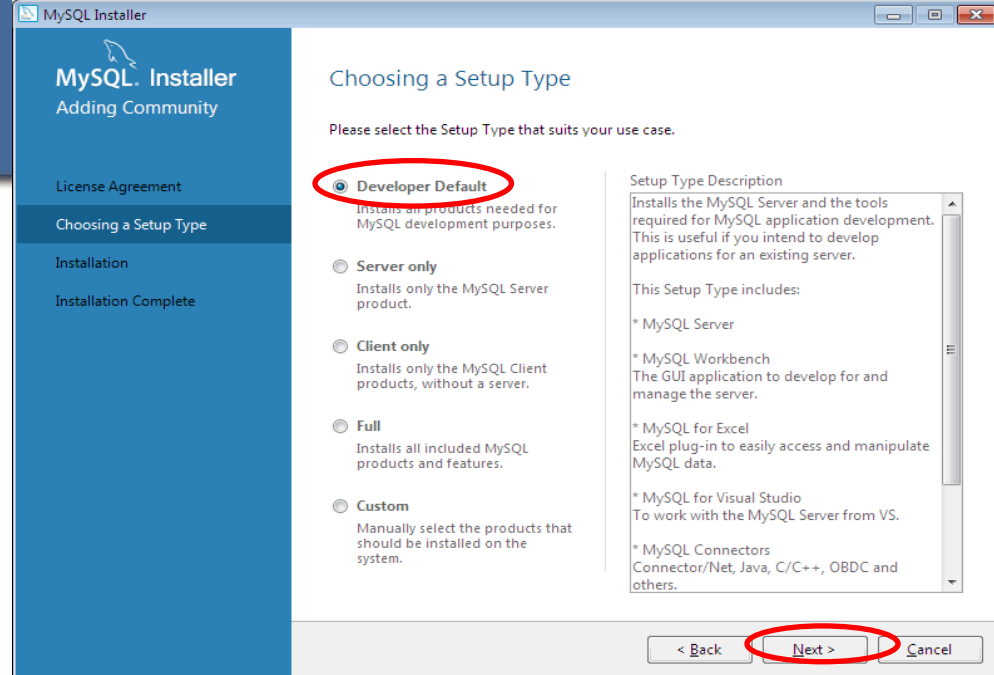 MySQL Installer
MySQL. Installer
Adding Community
License Agreement
Choosing a Setup Type
Installation
Installation Complete
Choosing a Setup Type
Please select the Setup Type that suits your use case.
Developer Default
Installs all products needed for
MySQL development purposes.
Server only
Installs only the MySQL Server
product.
Client only
Installs only the MySQL Client
products, without a server.
Full
Installs all included MySQL
products and features.
Custom
Manually select the products that
should be installed on the
system.
Setup Type Description
Installs the MySQL Server and the tools
required for MySQL application development.
This is useful if you intend to develop
applications for an existing server.
This Setup Type includes:
* MySQL Server
* MySQL Workbench
The GUI application to develop for and
manage the server.
* MySQL for Excel
Excel plug-in to easily access and manipulate
MySQL data.
* MySQL for Visual Studio
To work with the MySQL Server from VS.
* MySQL Connectors
Connector/Net, Java, C/C++, OBDC and
others.
< Back
Next >
Cancel